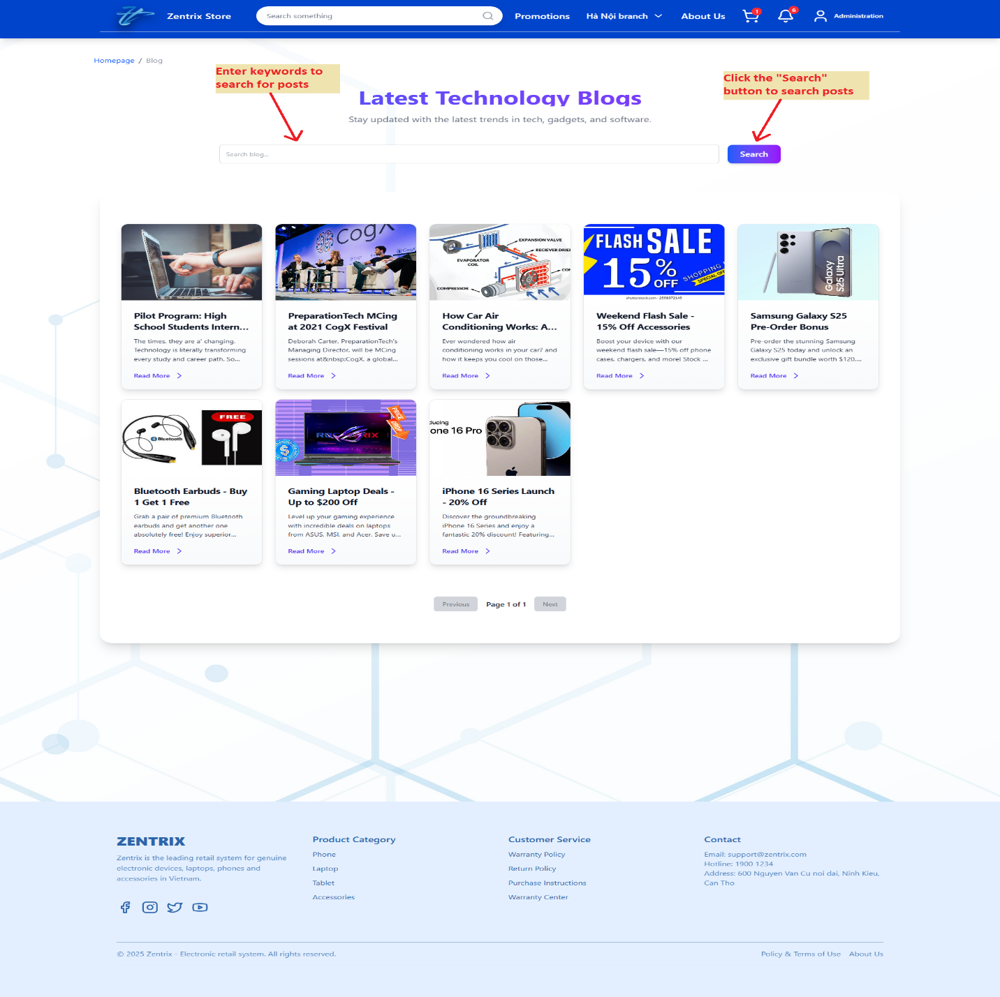 Zentrix Store
Search something
Promotions
Hà Nội branch
About Us
1
6
Administration
Homepage / Blog
Enter keywords to
search for posts
Click the "Search"
button to search posts
Latest Technology Blogs
Stay updated with the latest trends in tech, gadgets, and software.
Search blog...
Search
CogX
CogX
EXPANSION VALVE
RECIEVER DRIER
EVAPORATOR
COIL
COMPRESSOR
FLASH SALE
15% OFF
SHOPPING
SPECIAL OFF
shutterstock.com · 2558372145
Galaxy
S25 Ultra
Pilot Program: High
School Students Intern...
The times, they are a' changing.
Technology is literally transforming
every study and career path. So...
Read More
PreparationTech MCing
at 2021 CogX Festival
Deborah Carter, PreparationTech's
Managing Director, will be MCing
sessions at&nbsp;CogX, a global...
Read More
How Car Air
Conditioning Works: A...
Ever wondered how air
conditioning works in your car? and
how it keeps you cool on those...
Read More
Weekend Flash Sale -
15% Off Accessories
Boost your device with our
weekend flash sale—15% off phone
cases, chargers, and more! Stock ...
Read More
Samsung Galaxy S25
Pre-Order Bonus
Pre-order the stunning Samsung
Galaxy S25 today and unlock an
exclusive gift bundle worth $120,...
Read More
Bluetooth
FREE
PRICE
DROP
ducing
one 16 Pro
Bluetooth Earbuds - Buy
1 Get 1 Free
Grab a pair of premium Bluetooth
earbuds and get another one
absolutely free! Enjoy superior...
Read More
Gaming Laptop Deals -
Up to $200 Off
Level up your gaming experience
with incredible deals on laptops
from ASUS, MSI, and Acer. Save u...
Read More
iPhone 16 Series Launch
- 20% Off
Discover the groundbreaking
iPhone 16 Series and enjoy a
fantastic 20% discount! Featuring...
Read More
Previous
Page 1 of 1
Next
ZENTRIX
Zentrix is the leading retail system for genuine
electronic devices, laptops, phones and
accessories in Vietnam.
Product Category
Phone
Laptop
Tablet
Accessories
Customer Service
Warranty Policy
Return Policy
Purchase Instructions
Warranty Center
Contact
Email: support@zentrix.com
Hotline: 1900 1234
Address: 600 Nguyen Van Cu noi dai, Ninh Kieu,
Can Tho
© 2025 Zentrix - Electronic retail system. All rights reserved.
Policy & Terms of Use
About Us